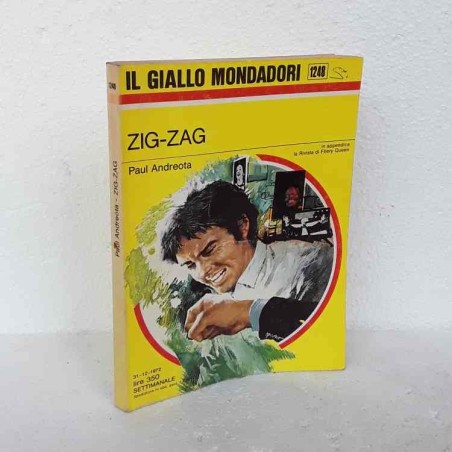 IL GIALLO MONDADORI 1248
ZIG-ZAG
Paul Andreota
in appendice
la Rivista di Ellery Queen
31-12-1972
lire 350
SETTIMANALE
Paul Andreota - ZIG-ZAG